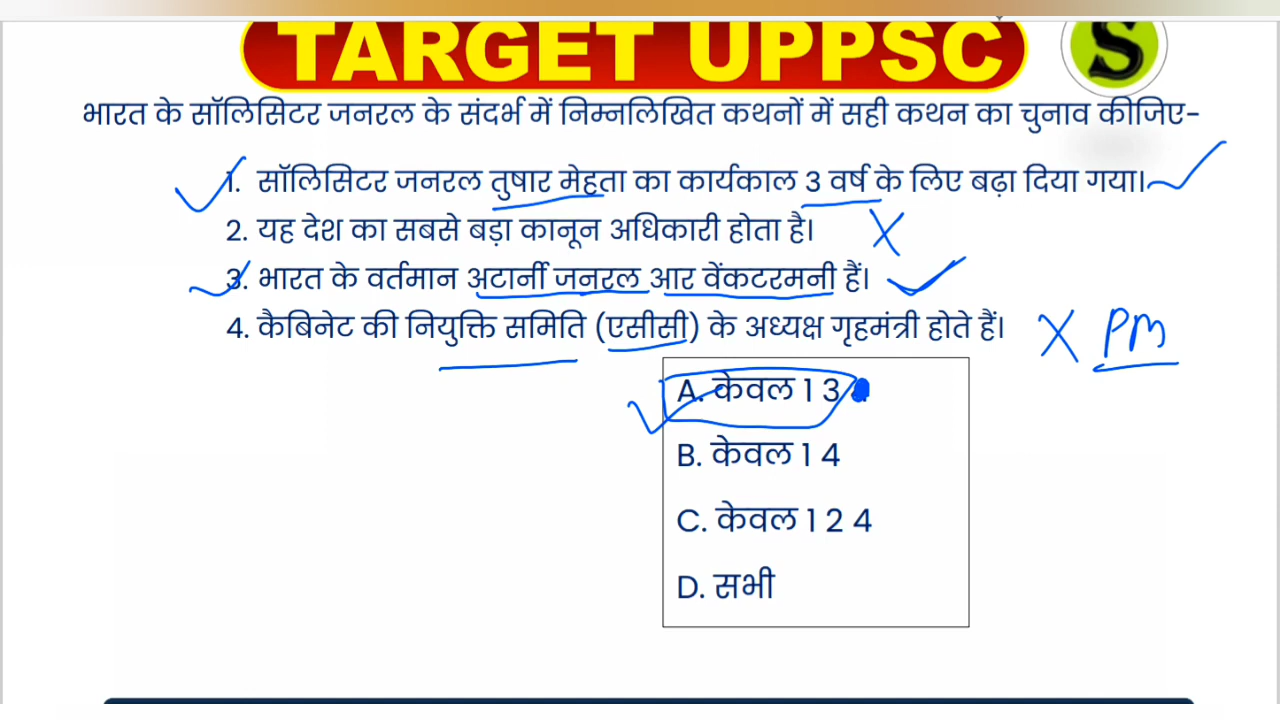 TARGET UPPSC
S
भारत के सॉलिसिटर जनरल के संदर्भ में निम्नलिखित कथनों में सही कथन का चुनाव कीजिए-
1. सॉलिसिटर जनरल तुषार मेहता का कार्यकाल 3 वर्ष के लिए बढ़ा दिया गया।
2. यह देश का सबसे बड़ा कानून अधिकारी होता है। X
3. भारत के वर्तमान अटार्नी जनरल आर वेंकटरमनी हैं।
4. कैबिनेट की नियुक्ति समिति (एसीसी) के अध्यक्ष गृहमंत्री होते हैं। X PM
A. केवल 1 3
B. केवल 1 4
C. केवल 1 2 4
D. सभी